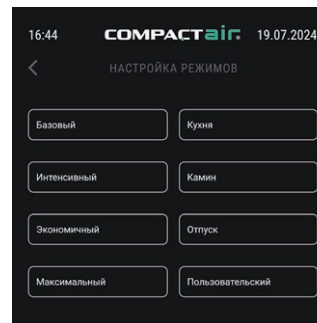 16:44 COMPACTair. 19.07.2024
НАСТРОЙКА РЕЖИМОВ
Базовый Кухня
Интенсивный Камин
Экономичный Отпуск
Максимальный Пользовательский